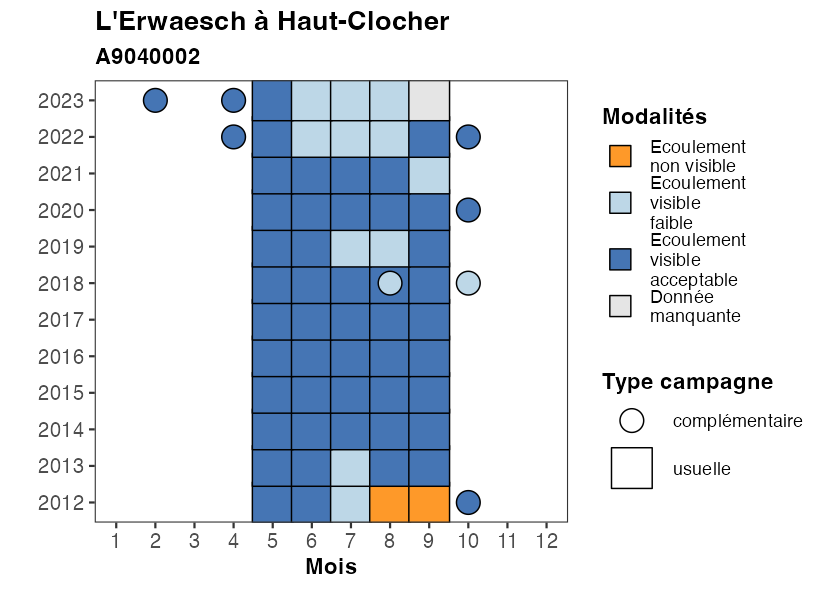 L'Erwaesch à Haut-Clocher
A9040002
2023
2022
2021
2020
2019
2018
2017
2016
2015
2014
2013
2012
1 2 3 4 5 6 7 8 9 10 11 12
Mois
Modalités
Ecoulement
non visible
Ecoulement
visible
faible
Ecoulement
visible
acceptable
Donnée
manquante
Type campagne
complémentaire
usuelle